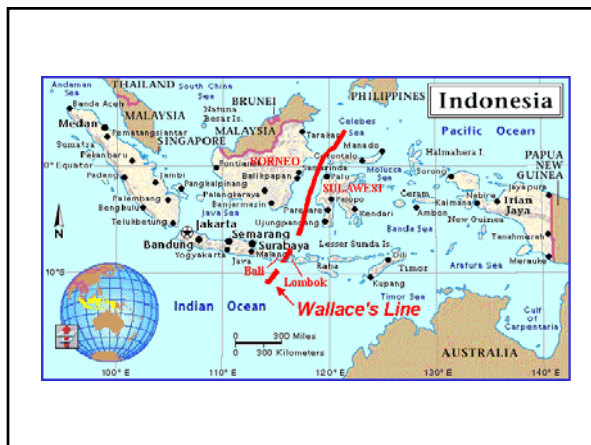 Andaman Sea
THAILAND
South China Sea
PHILIPPINES
Indonesia
Banda Aceh
MALAYSIA
Natuna Besar Is.
BRUNEI
MALAYSIA
Celebes Sea
Pacific Ocean
Medan
Pematangsiantar
SINGAPORE
Tarakan
Manado
Halmahera I.
PAPUA NEW GUINEA
Sumatra
Pekanbaru
BORNEO
Samarinda
Gorontalo
Molucca Sea
Sorong
0° Equator
Padang
Jambi
Pontianak
Balikpapan
Palu
SULAWESI
Jayapura
Bengkulu
Pangkalpinang
Palembang
Banjarmasin
Palopo
Ceram
Nabire
Kaimana
Irian Jaya
Java Sea
Parepare
Kendari
Ambon
New Guinea
Telukbetung
Jakarta
Ujungpandang
Banda Sea
N
Semarang
Surabaya
Lesser Sunda Is.
Tanahmerah
Bandung
Yogyakarta
Java
Malang
Dili
Merauke
10°S
Bali
Lombok
Raba
Timor
Arafura Sea
Kupang
Indian Ocean
Wallace's Line
Timor Sea
Gulf of Carpentaria
0 300 Miles
0 300 Kilometers
AUSTRALIA
100°E
110°E
120°E
130°E
140°E